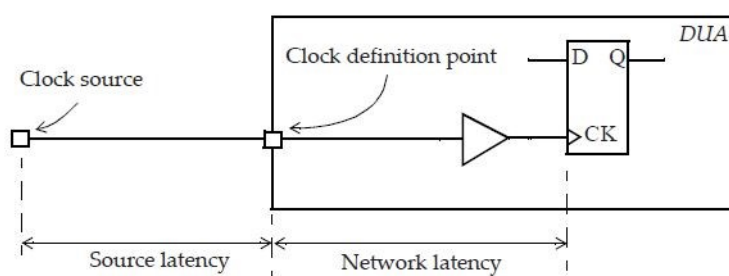 DUA
Clock definition point
D Q
Clock source
CK
Source latency
Network latency